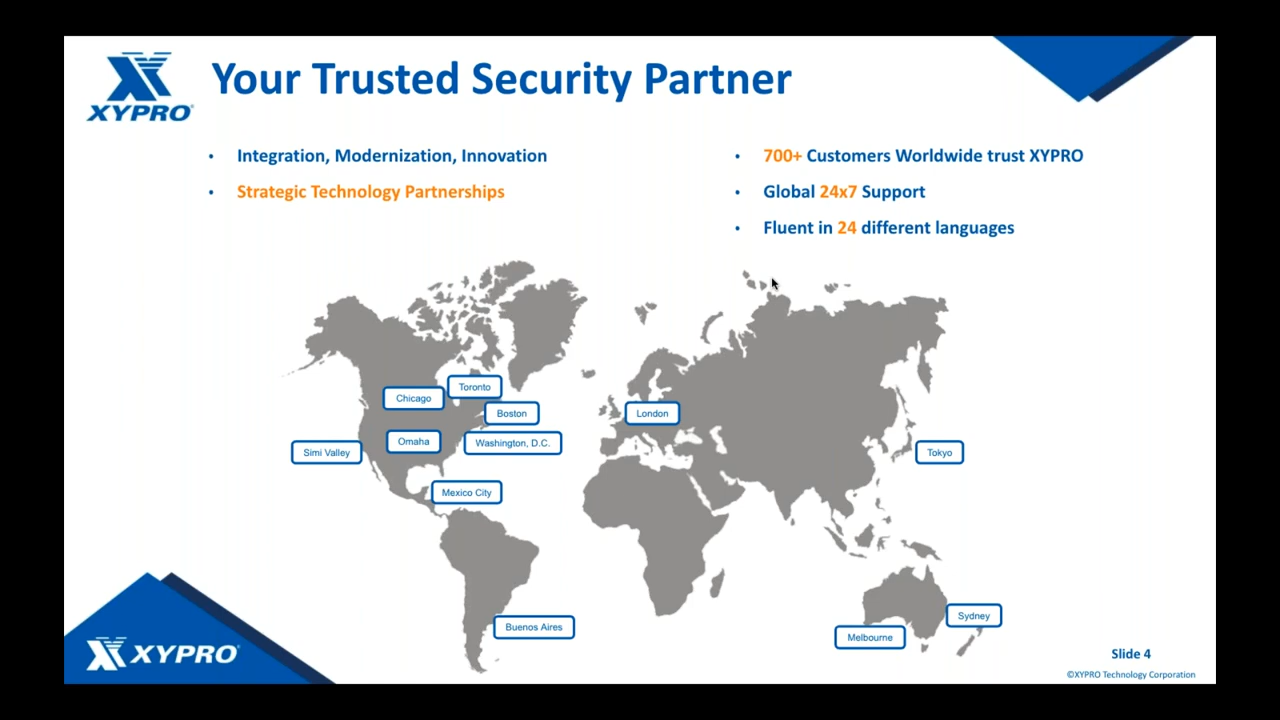 Your Trusted Security Partner
XYPRO®
• Integration, Modernization, Innovation
• Strategic Technology Partnerships
• 700+ Customers Worldwide trust XYPRO
• Global 24x7 Support
• Fluent in 24 different languages
Toronto
Chicago
Boston
London
Omaha
Washington, D.C.
Simi Valley
Tokyo
Mexico City
Sydney
Buenos Aires
Melbourne
XYPRO®
Slide 4
©XYPRO Technology Corporation